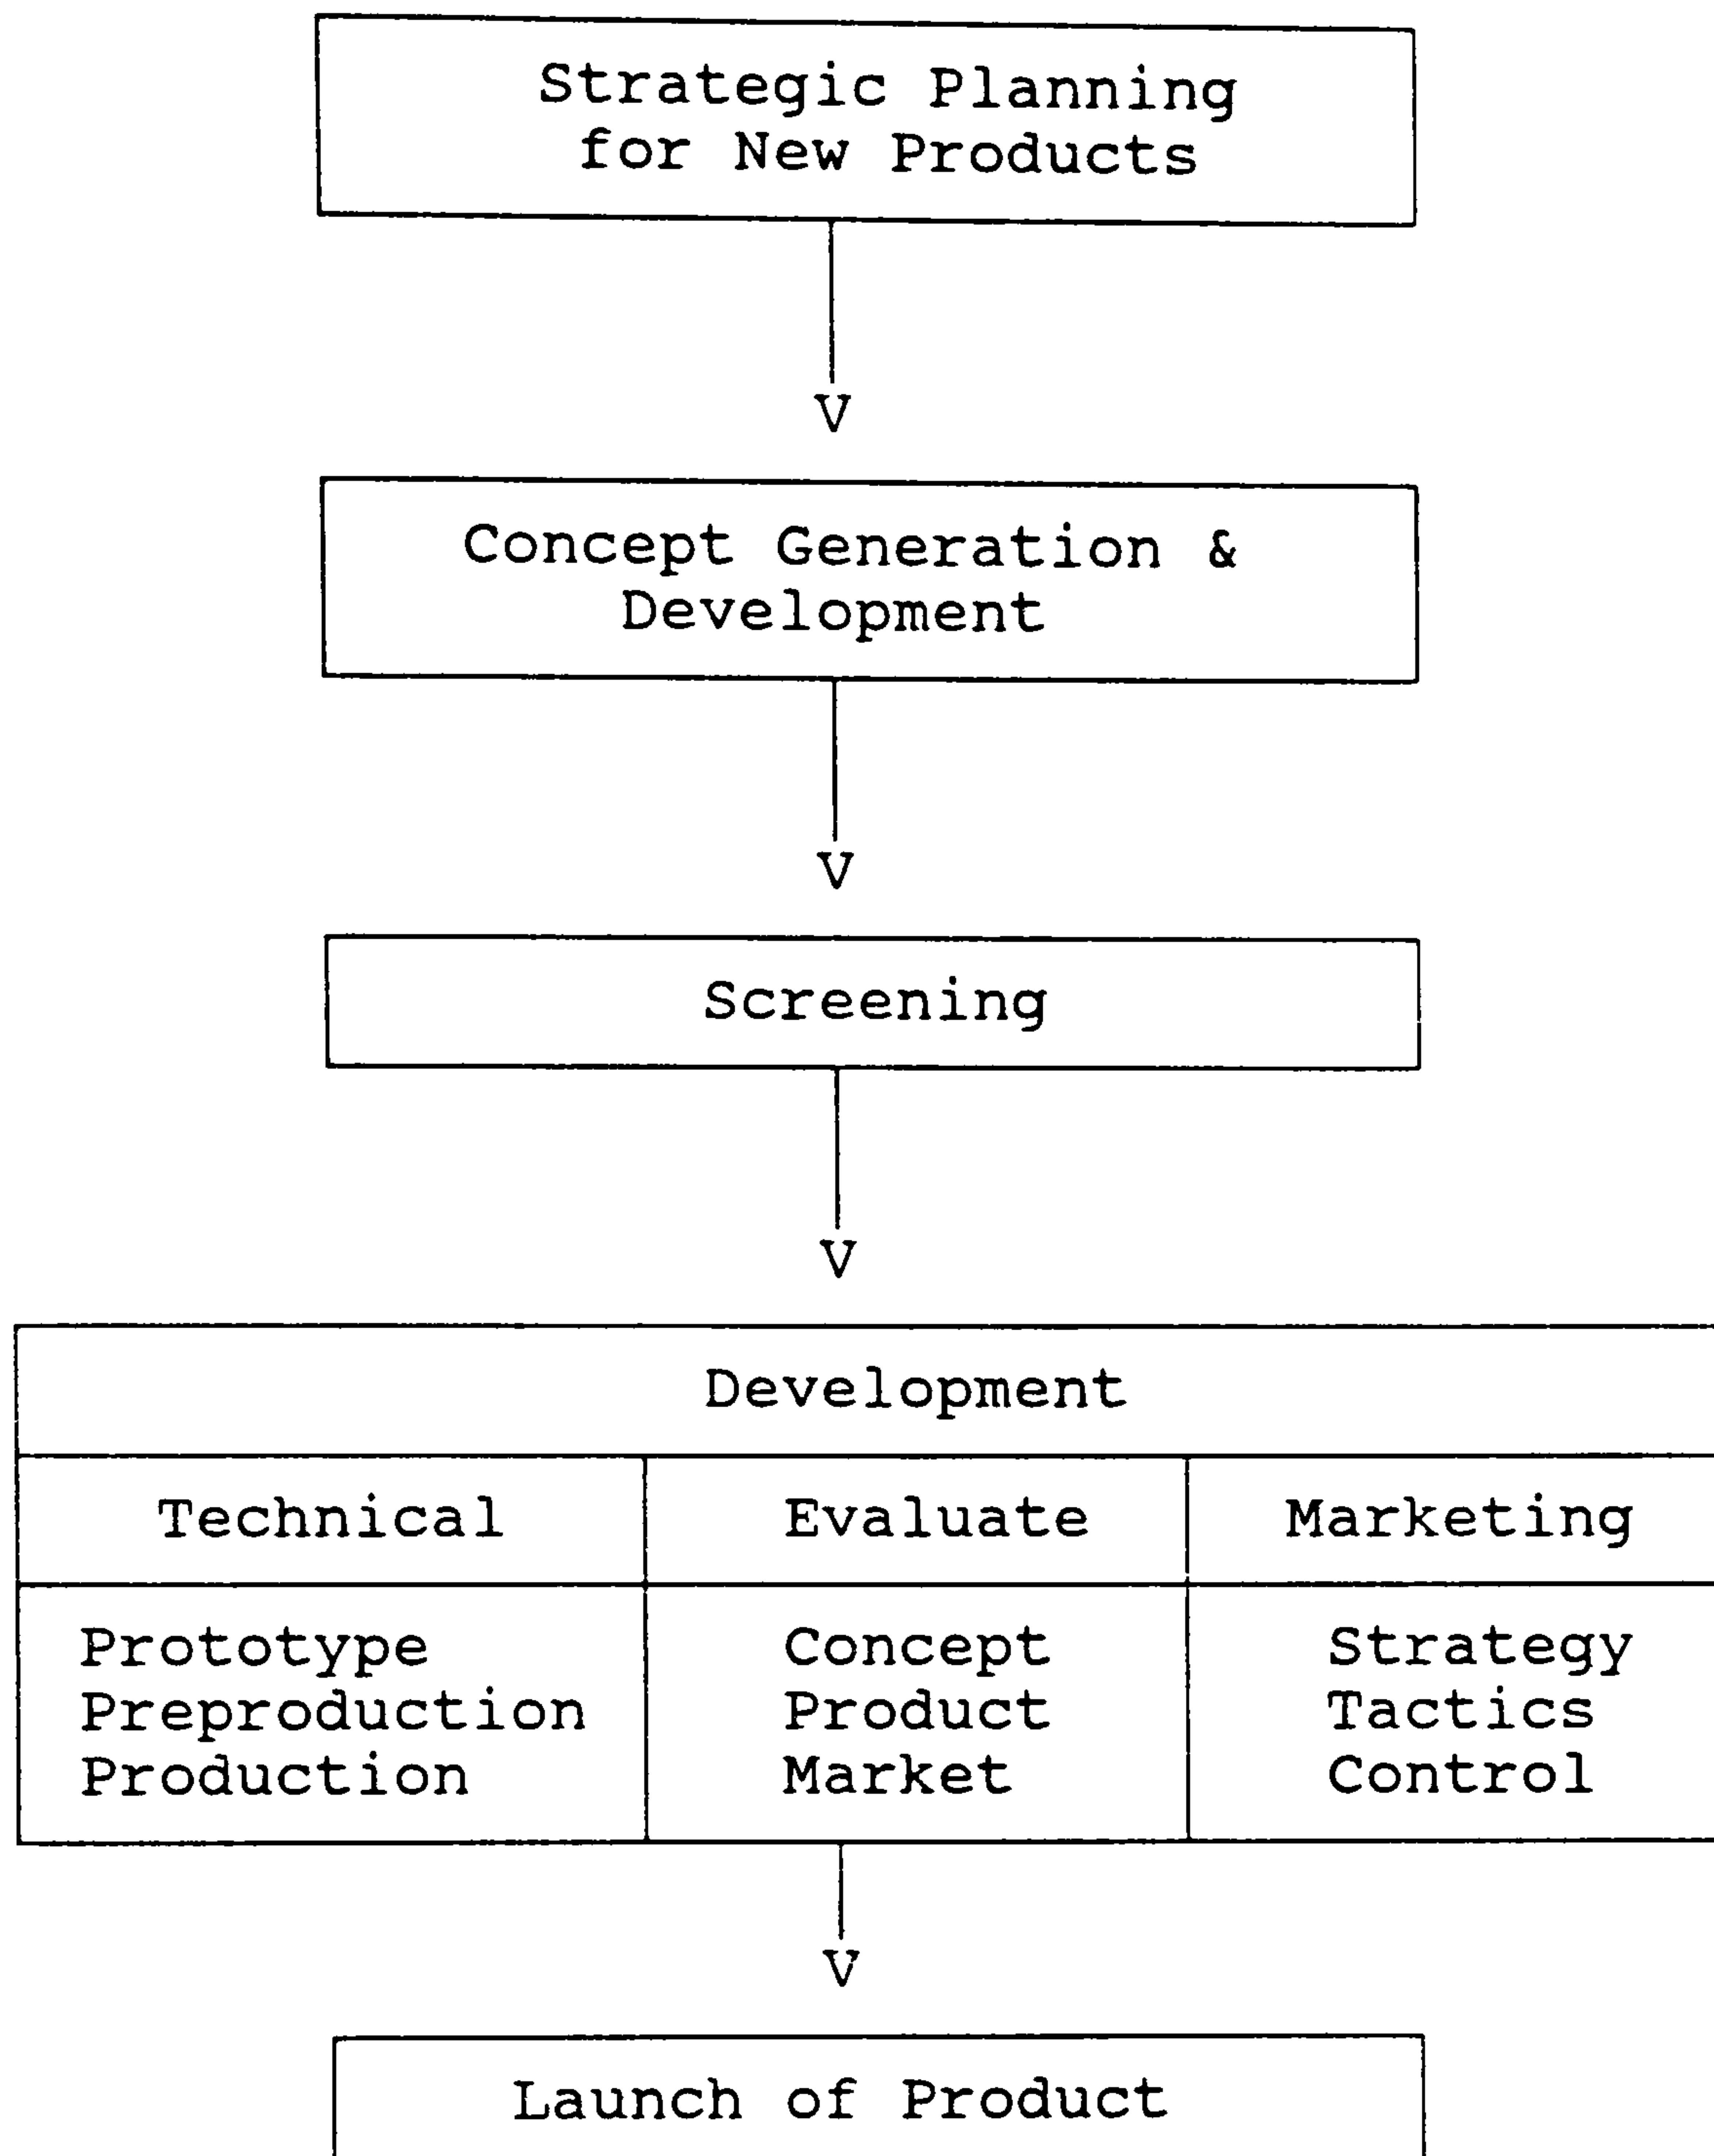 Strategic Planning
for New Products
V
Concept Generation &
Development
V
Screening
V
Development
Technical Evaluate Marketing
Prototype Concept Strategy
Preproduction Product Tactics
Production Market Control
V
Launch of Product